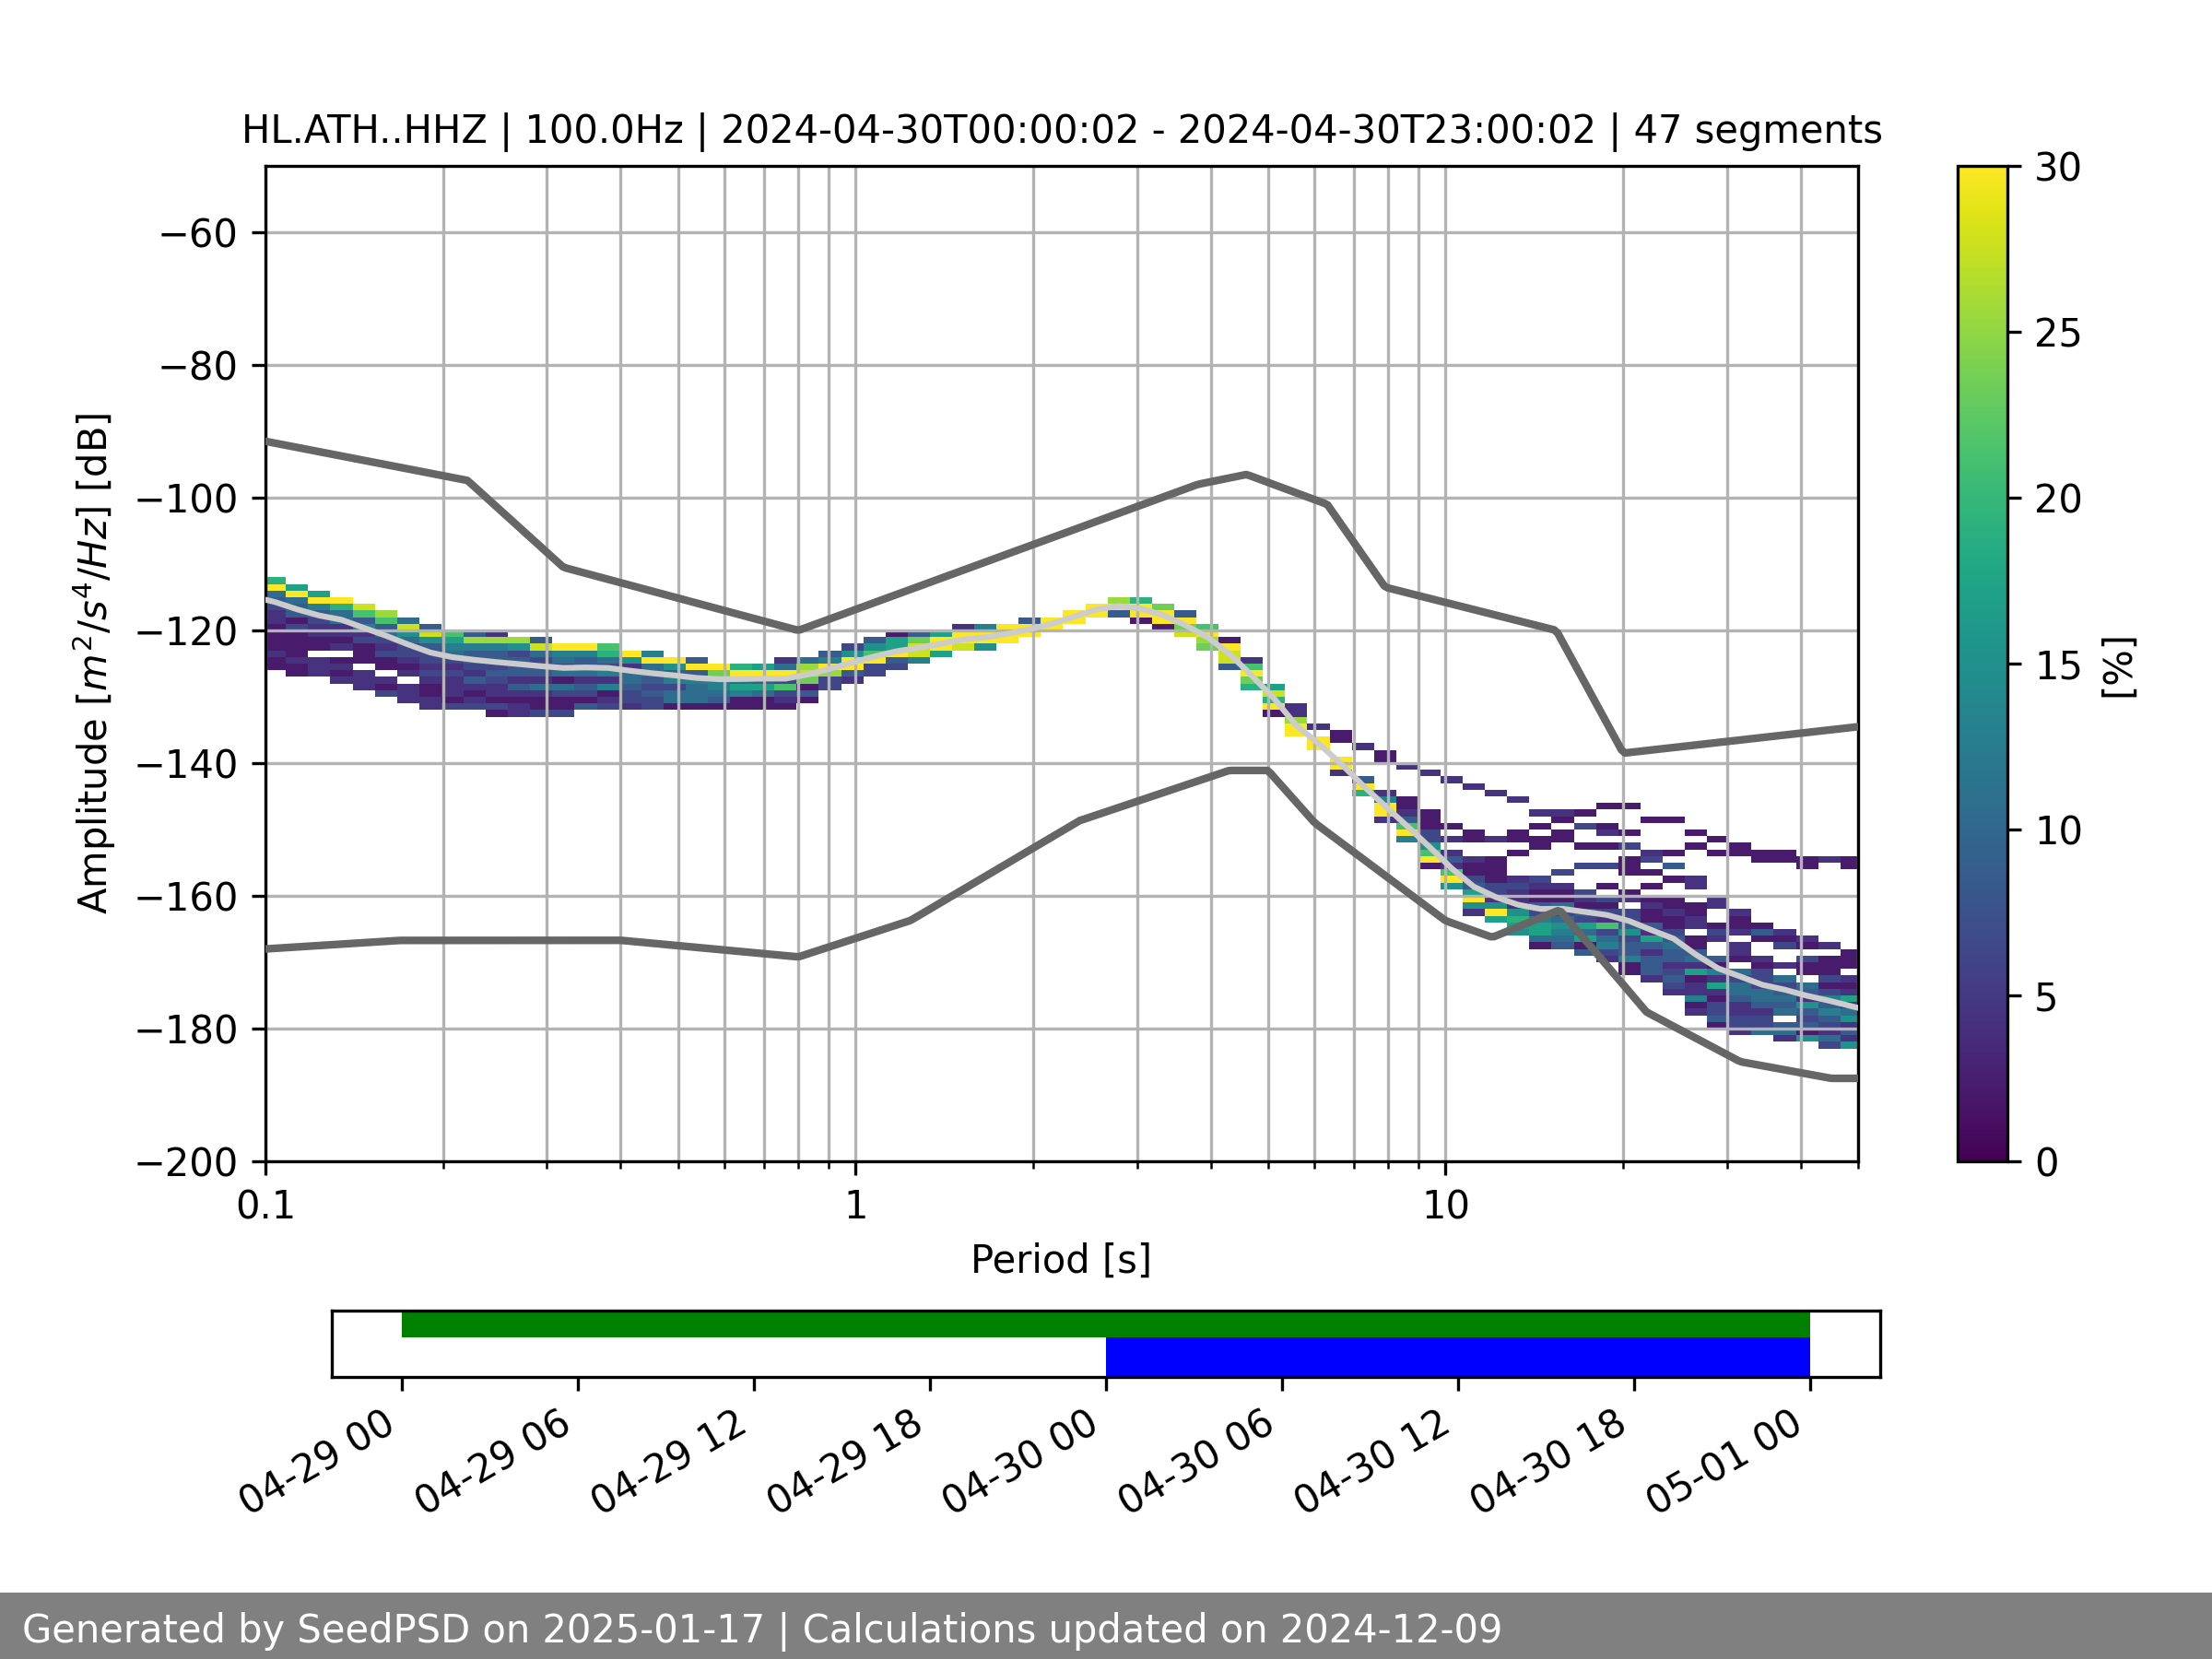 HL.ATH..HHZ | 100.0Hz | 2024-04-30T00:00:02 - 2024-04-30T23:00:02 | 47 segments
Amplitude [m²/s⁴/Hz] [dB]
−60
−80
−100
−120
−140
−160
−180
−200
0.1 1 10
Period [s]
30
25
20
15
10
5
0
[%]
04-29 00 04-29 06 04-29 12 04-29 18 04-30 00 04-30 06 04-30 12 04-30 18 05-01 00
Generated by SeedPSD on 2025-01-17 | Calculations updated on 2024-12-09